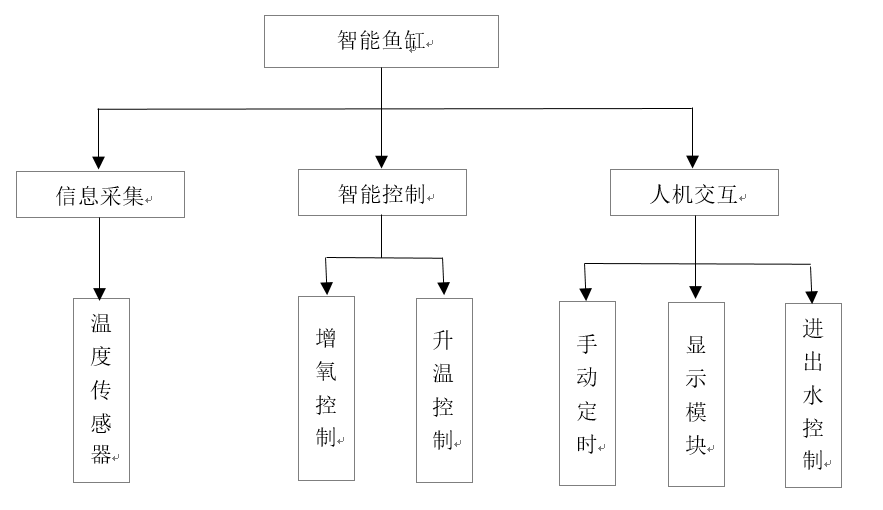 智能鱼缸
信息采集
智能控制
人机交互
温度传感器
增氧控制
升温控制
手动定时
显示模块
进出水控制